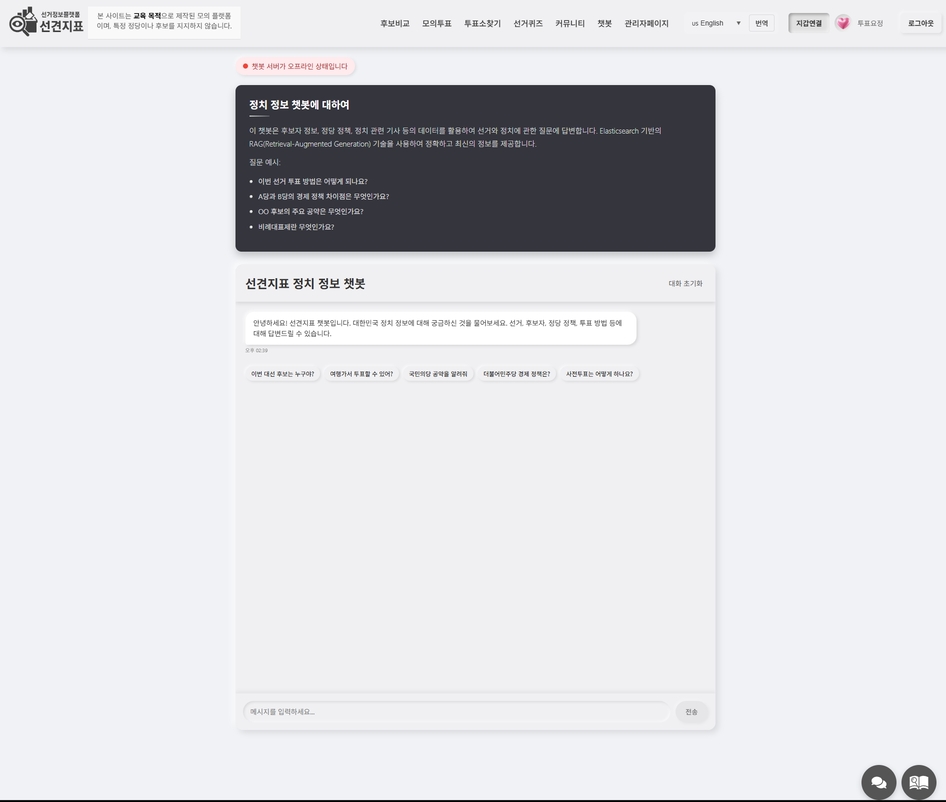 선거정보플랫폼
선견지표
본 사이트는 교육 목적으로 제작된 모의 플랫폼
이며, 특정 정당이나 후보를 지지하지 않습니다.
후보비교 모의투표 투표소찾기 선거퀴즈 커뮤니티 챗봇 관리자페이지 us English ▼ 번역 지갑연결 투표요정 로그아웃
챗봇 서버가 오프라인 상태입니다
정치 정보 챗봇에 대하여
이 챗봇은 후보자 정보, 정당 정책, 정치 관련 기사 등의 데이터를 활용하여 선거와 정치에 관한 질문에 답변합니다. Elasticsearch 기반의
RAG(Retrieval-Augmented Generation) 기술을 사용하여 정확하고 최신의 정보를 제공합니다.
질문 예시:
• 이번 선거 투표 방법은 어떻게 되나요?
• A당과 B당의 경제 정책 차이점은 무엇인가요?
• OO 후보의 주요 공약은 무엇인가요?
• 비례대표제란 무엇인가요?
선견지표 정치 정보 챗봇
대화 초기화
안녕하세요! 선견지표 챗봇입니다. 대한민국 정치 정보에 대해 궁금하신 것을 물어보세요. 선거, 후보자, 정당 정책, 투표 방법 등에
대해 답변드릴 수 있습니다.
오후 02:39
이번 대선 후보는 누구야? 여행가서 투표할 수 있어? 국민의당 공약을 알려줘 더불어민주당 경제 정책은? 사전투표는 어떻게 하나요?
메시지를 입력하세요...
전송